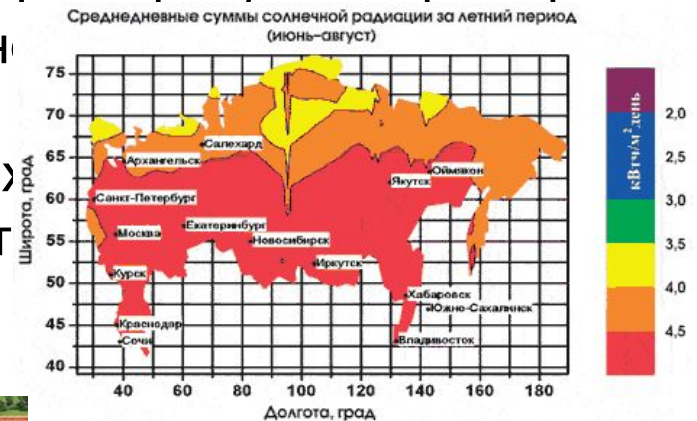 Среднедневные суммы солнечной радиации за летний период
(июнь–август)
Широта, град
75
70
65
60
55
50
45
40
Салехард
Архангельск
Оймякон
Якутск
Санкт-Петербург
Екатеринбург
Москва
Новосибирск
Иркутск
Курск
Хабаровск
Южно-Сахалинск
Краснодар
Сочи
Владивосток
40 60 80 100 120 130 140 160 180
Долгота, град
кВтч/м² день
2,0
2,5
3,0
3,5
4,0
4,5